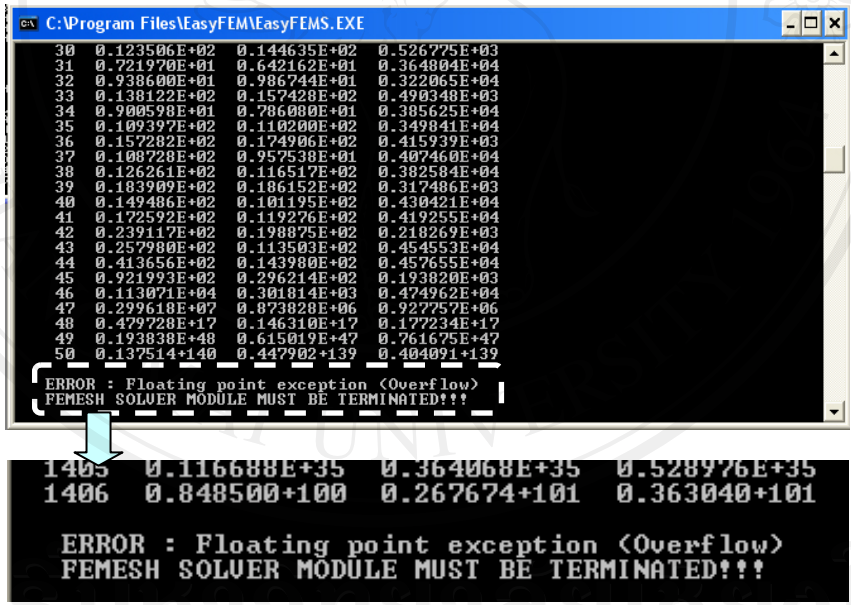 C:\Program Files\EasyFEM\EasyFEMS.EXE
30 0.123506E+02 0.144635E+02 0.526775E+03
31 0.721970E+01 0.642162E+01 0.364804E+04
32 0.938600E+01 0.986744E+01 0.322065E+04
33 0.138122E+02 0.157428E+02 0.490348E+03
34 0.900598E+01 0.786080E+01 0.385625E+04
35 0.109397E+02 0.110200E+02 0.349841E+04
36 0.157282E+02 0.174906E+02 0.415939E+03
37 0.108728E+02 0.957538E+01 0.407460E+04
38 0.126261E+02 0.116517E+02 0.382584E+04
39 0.183909E+02 0.186152E+02 0.317486E+03
40 0.149486E+02 0.101195E+02 0.430421E+04
41 0.172592E+02 0.119276E+02 0.419255E+04
42 0.239117E+02 0.198875E+02 0.218269E+03
43 0.257980E+02 0.113503E+02 0.454553E+04
44 0.413656E+02 0.143980E+02 0.457655E+04
45 0.921993E+02 0.296214E+02 0.193820E+03
46 0.113071E+04 0.301814E+03 0.474962E+04
47 0.299618E+07 0.873828E+06 0.927757E+06
48 0.479728E+17 0.146310E+17 0.177234E+17
49 0.193838E+48 0.615019E+47 0.761675E+47
50 0.137514+140 0.447902+139 0.404091+139
ERROR : Floating point exception (Overflow)
FEMESH SOLVER MODULE MUST BE TERMINATED!!!
1405 0.116688E+35 0.364068E+35 0.528976E+35
1406 0.848500+100 0.267674+101 0.363040+101
ERROR : Floating point exception (Overflow)
FEMESH SOLVER MODULE MUST BE TERMINATED!!!